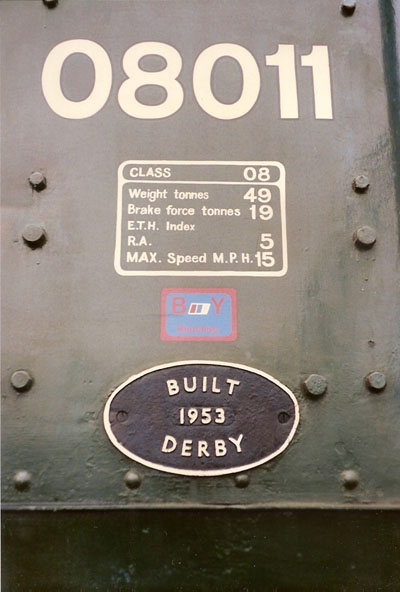 08011
CLASS 08
Weight tonnes 49
Brake force tonnes 19
E.T.H. Index
R.A. 5
MAX. Speed M.P.H. 15
B Y
BUILT
1953
DERBY